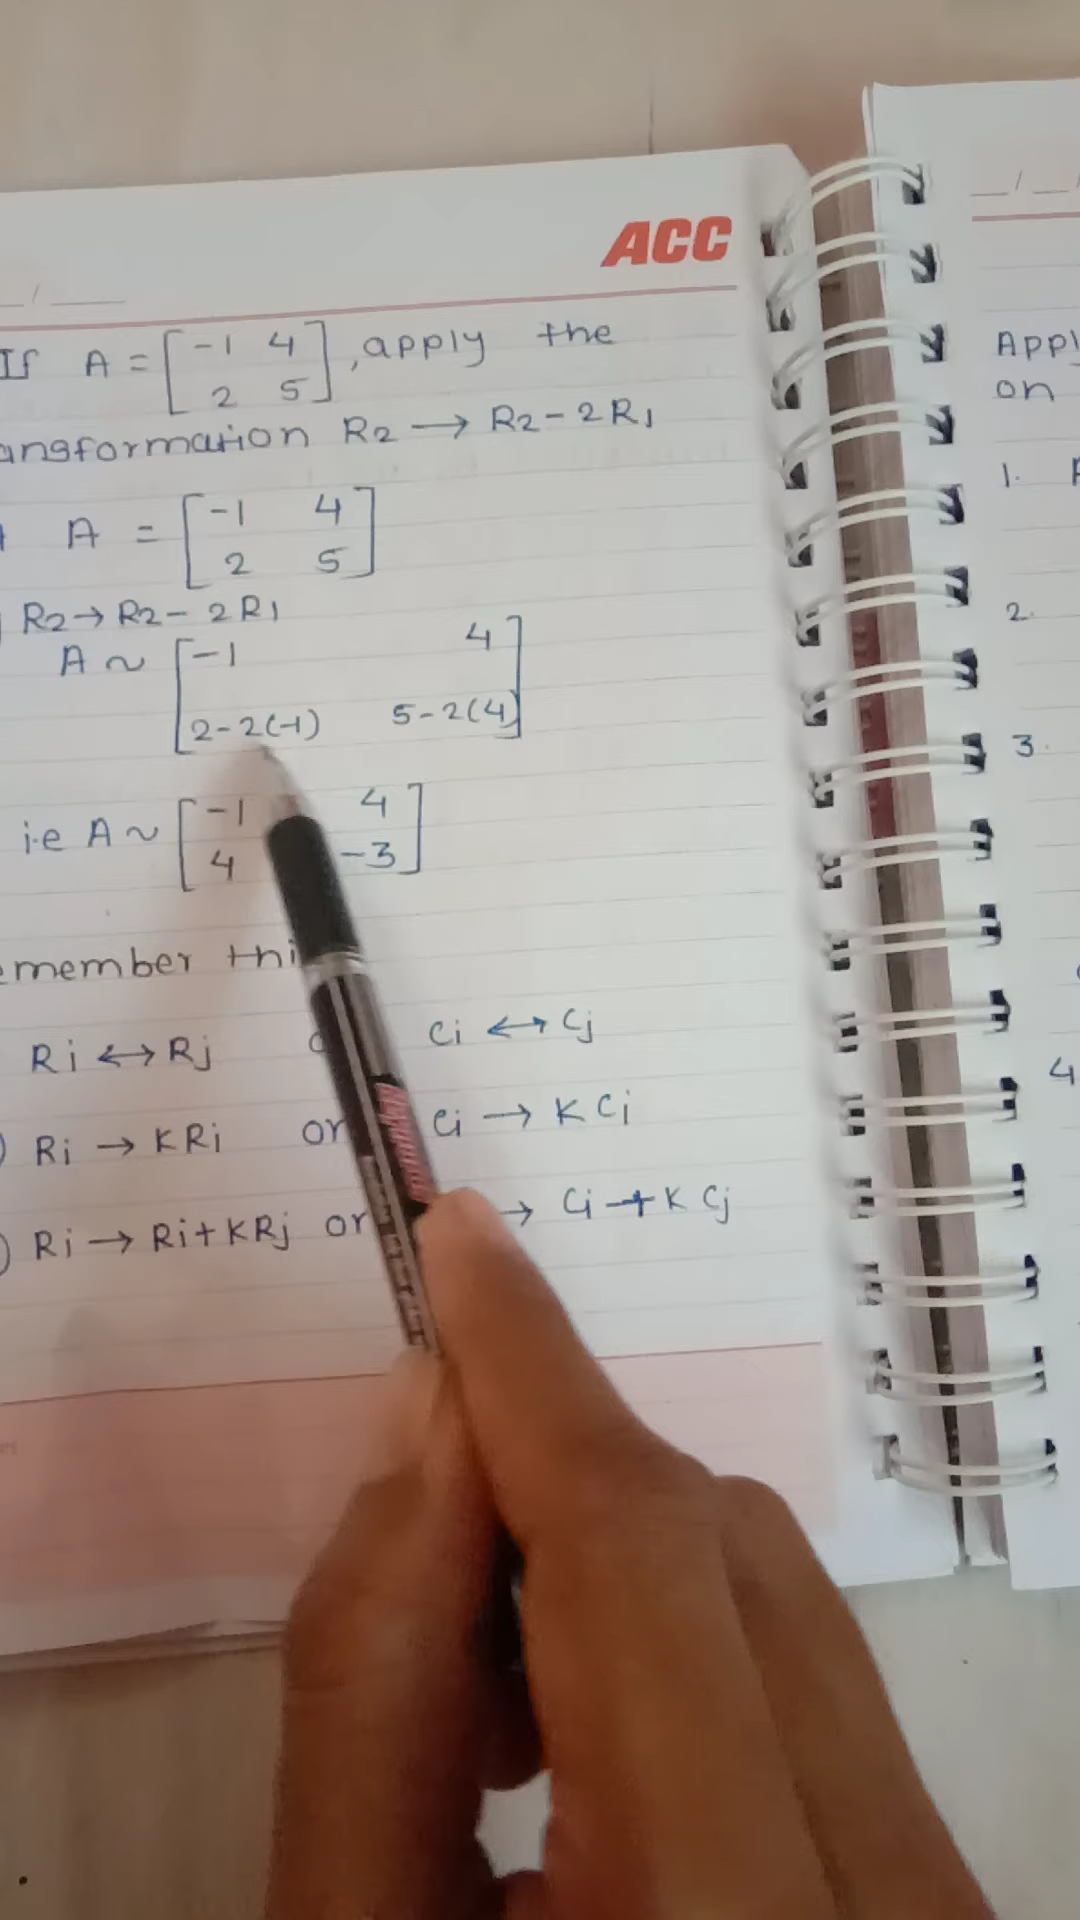 ACC
If A = [-1 4], apply the
2 5
ansformation R2 → R2 - 2R1
A = [-1 4]
2 5
R2 → R2 - 2R1
A ~ [-1 4]
2-2(-1) 5-2(4)
i.e A ~ [-1 4]
4 -3
emember thi
Ri ↔ Rj Ci ↔ Cj
Ri → KRi or Ci → KCi
Ri → Ri + KRj or → Ci + KCj
Appl
on
1.
2.
3.
4